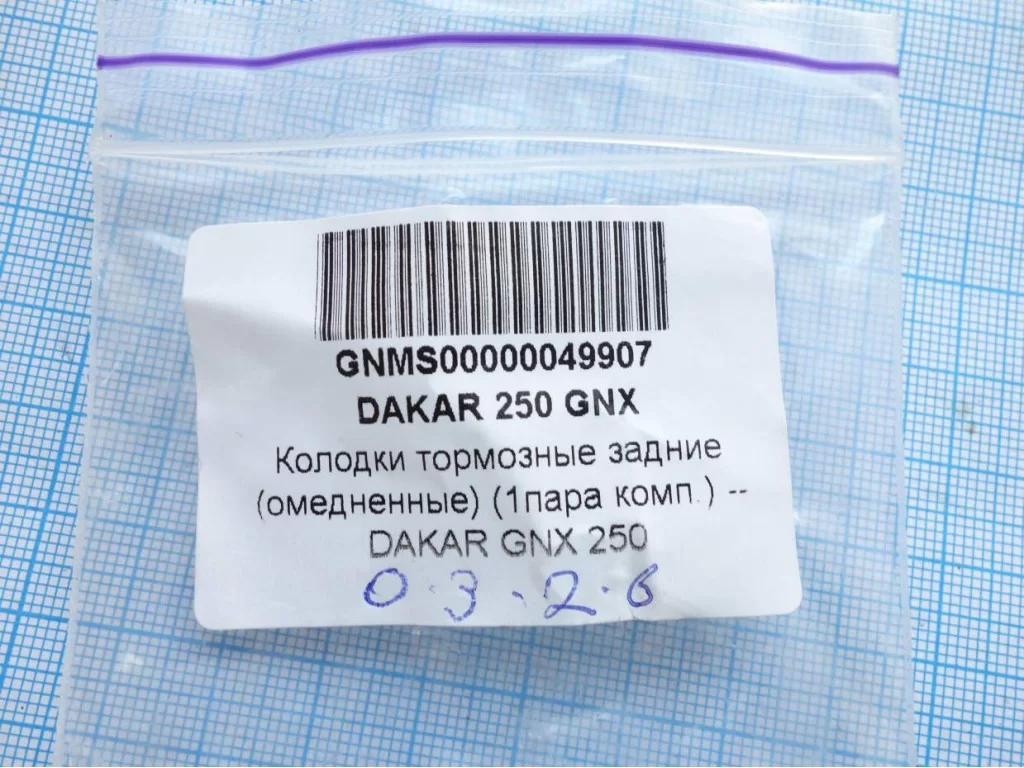 GNMS00000049907
DAKAR 250 GNX
Колодки тормозные задние
(омедненные) (1пара комп.) --
DAKAR GNX 250
0.3.2.6